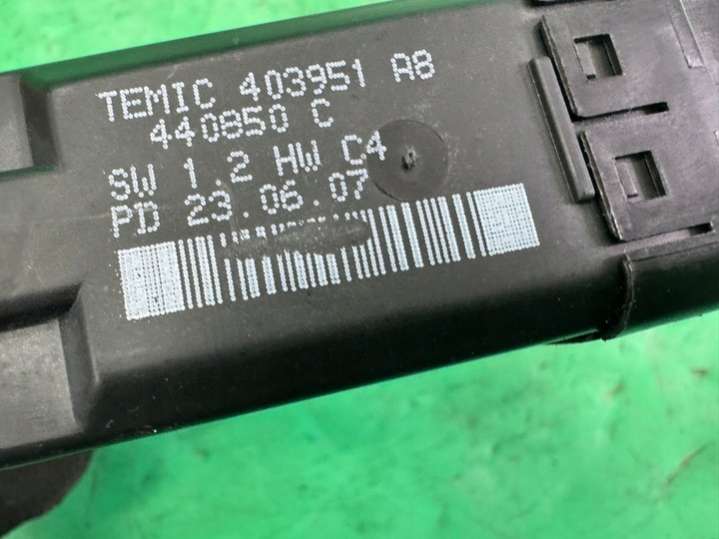 TEMIC 403951 A8
440850 C
SW 1.2 HW C4
PD 23.06.07